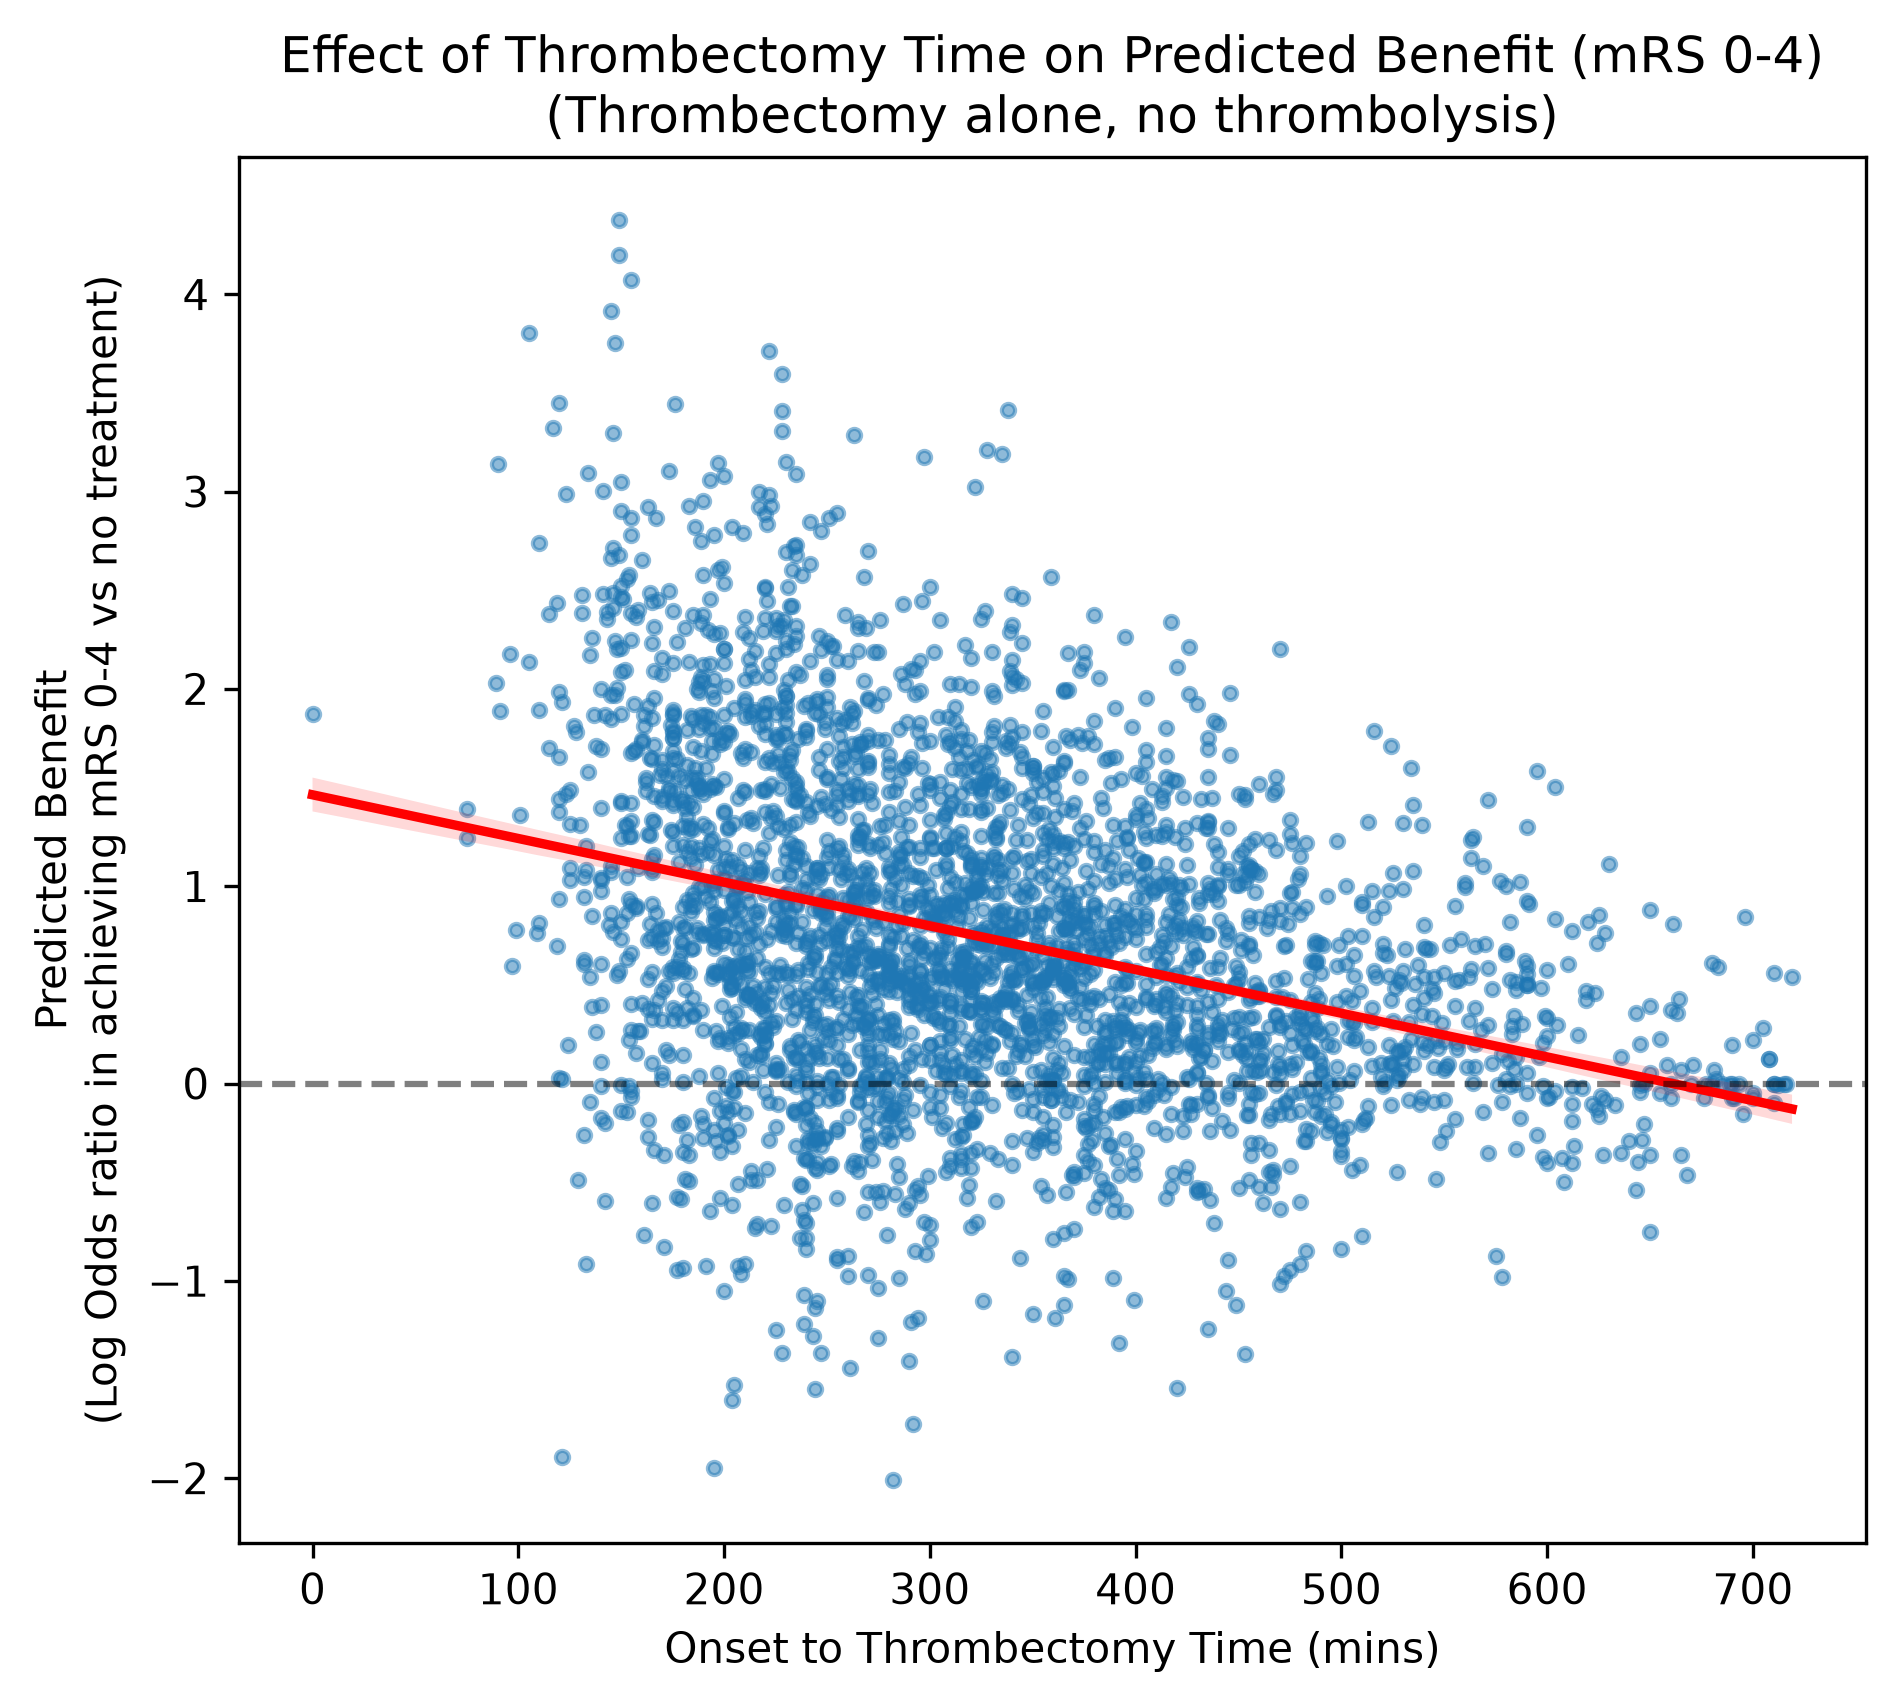 Effect of Thrombectomy Time on Predicted Benefit (mRS 0-4)
(Thrombectomy alone, no thrombolysis)
Predicted Benefit
(Log Odds ratio in achieving mRS 0-4 vs no treatment)
4
3
2
1
0
−1
−2
0 100 200 300 400 500 600 700
Onset to Thrombectomy Time (mins)